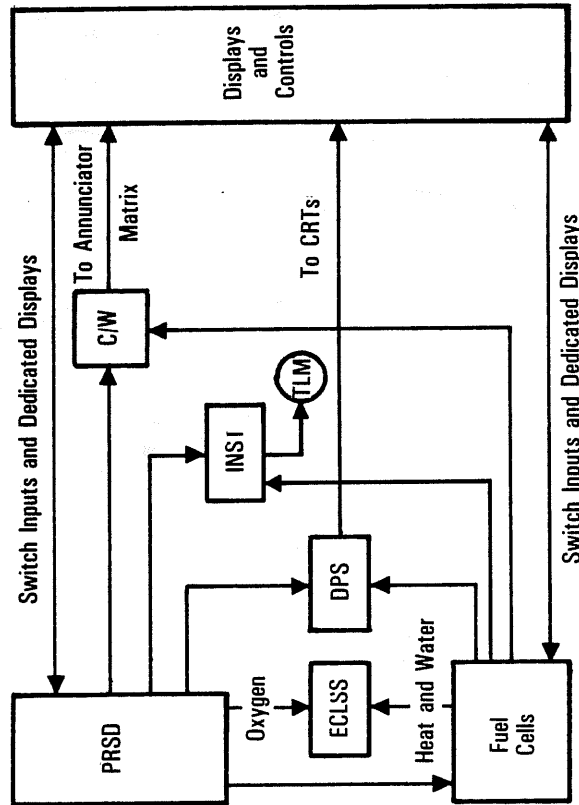 Switch Inputs and Dedicated Displays
To Annunciator
Matrix
Displays
and
Controls
C/W
INST
TLM
To CRTs
DPS
PRSD
Oxygen
ECLSS
Heat and Water
Fuel
Cells
Switch Inputs and Dedicated Displays